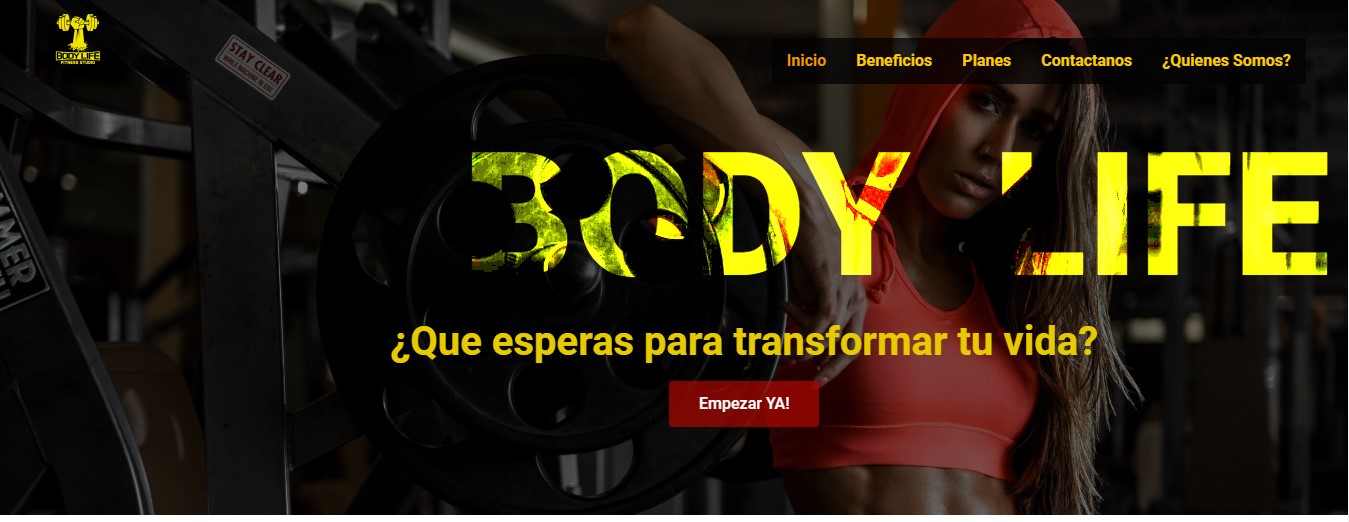 BODY LIFE
FITNESS STUDIO
STAY CLEAR
WHILE MACHINE IN USE
Inicio Beneficios Planes Contactanos ¿Quienes Somos?
BODY LIFE
¿Que esperas para transformar tu vida?
Empezar YA!